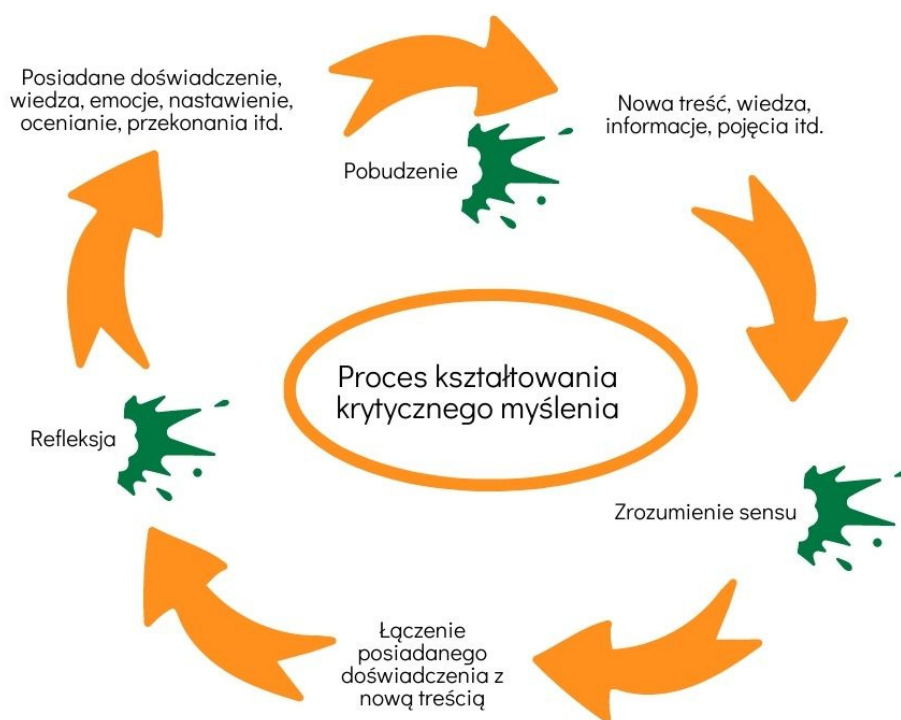 Posiadane doświadczenie,
wiedza, emocje, nastawienie,
ocenianie, przekonania itd.
Nowa treść, wiedza,
informacje, pojęcia itd.
Pobudzenie
Proces kształtowania
krytycznego myślenia
Refleksja
Zrozumienie sensu
Łączenie
posiadanego
doświadczenia z
nową treścią